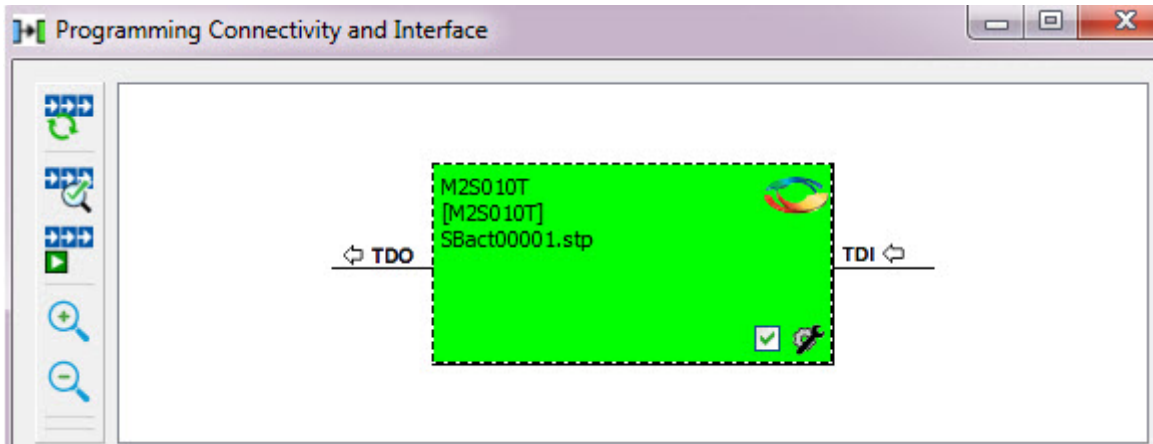 Programming Connectivity and Interface
M2S010T
[M2S010T]
SBact00001.stp
TDO
TDI